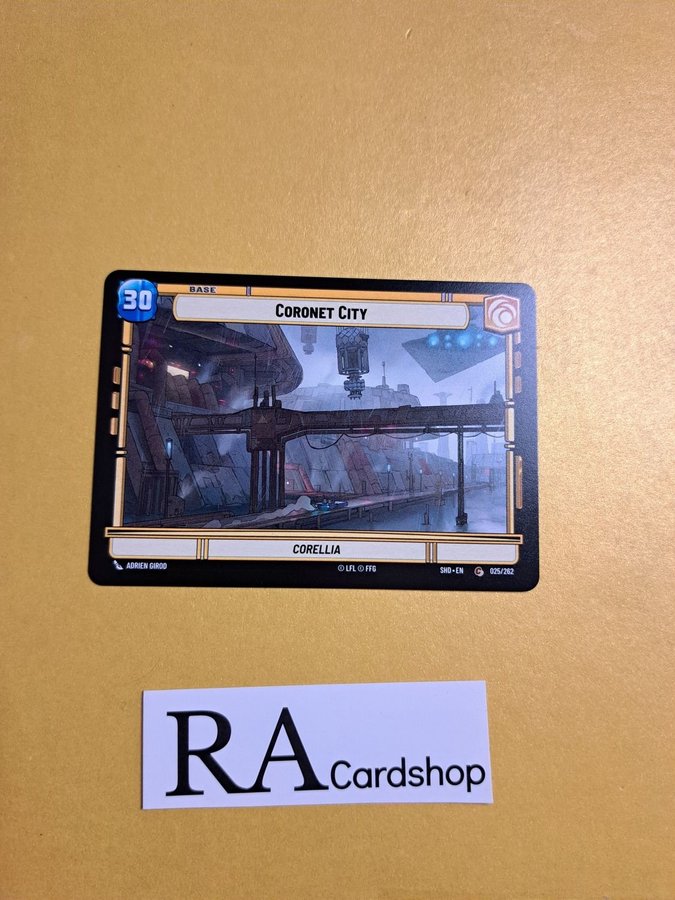 BASE
30
CORONET CITY
CORELLIA
ADRIEN GIROD
© LFL © FFG
SHD • EN
C
025/262
RA Cardshop